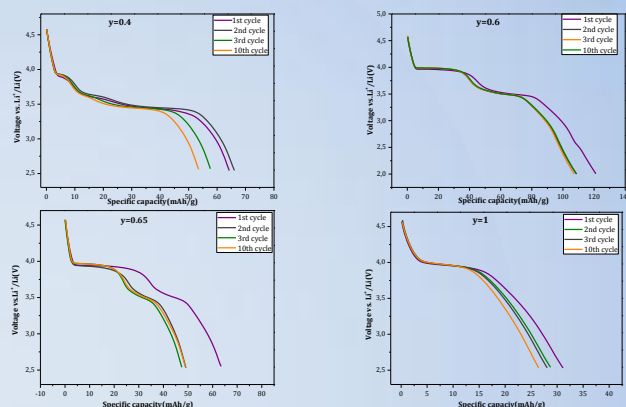 y=0.4
1st cycle
2nd cycle
3rd cycle
10th cycle
Voltage vs.Li⁺/Li(V)
4,5
4,0
3,5
3,0
2,5
0 10 20 30 40 50 60 70 80
Specific capacity(mAh/g)
y=0.6
1st cycle
2nd cycle
3rd cycle
10th cycle
Voltage vs.Li⁺/Li(V)
5,0
4,5
4,0
3,5
3,0
2,5
2,0
0 20 40 60 80 100 120 140
Specific capacity(mAh/g)
y=0.65
1st cycle
2nd cycle
3rd cycle
10th cycle
Voltage vs.Li⁺/Li(V)
4,5
4,0
3,5
3,0
2,5
-10 0 10 20 30 40 50 60 70 80
Specific capacity(mAh/g)
y=1
1st cycle
2nd cycle
3rd cycle
10th cycle
Voltage vs. Li⁺/Li(V)
4,5
4,0
3,5
3,0
2,5
0 5 10 15 20 25 30 35 40
Specific capacity(mAh/g)